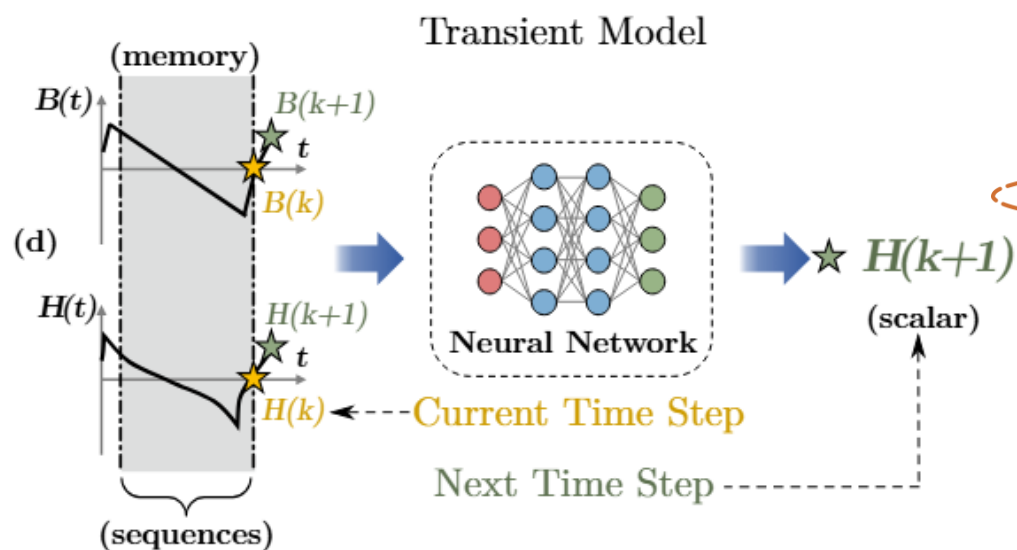 Transient Model
(memory)
B(t)
B(k+1)
t
B(k)
(d)
H(t)
H(k+1)
t
H(k)
Neural Network
H(k+1)
(scalar)
Current Time Step
Next Time Step
(sequences)